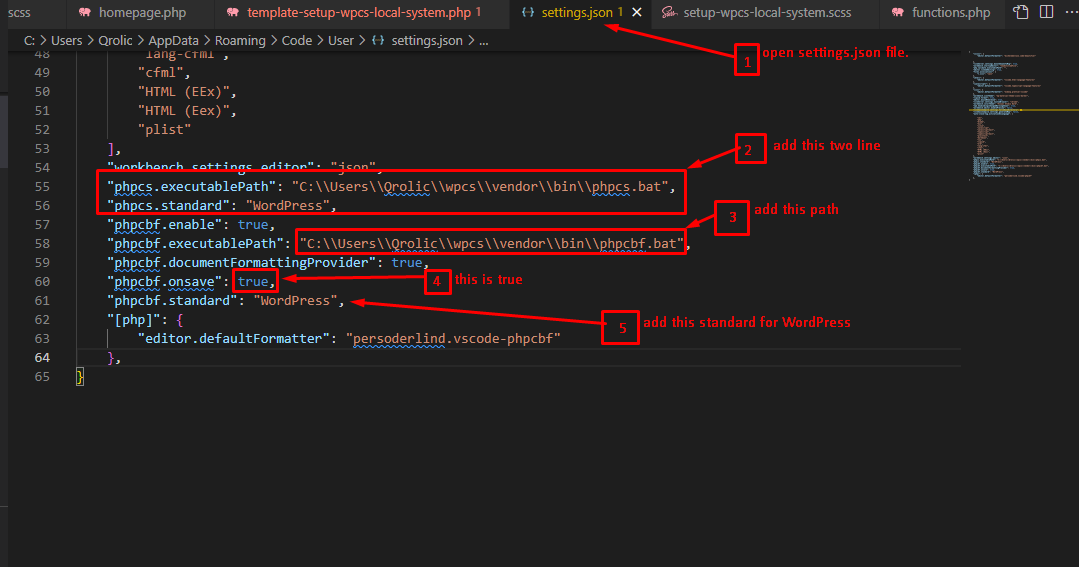 scss homepage.php template-setup-wpcs-local-system.php 1 settings.json 1 setup-wpcs-local-system.scss functions.php
C: > Users > Qrolic > AppData > Roaming > Code > User > settings.json > ...
1 open settings.json file.
48 "lang-cfml",
49 "cfml",
50 "HTML (EEx)",
51 "HTML (Eex)",
52 "plist"
53 ],
2 add this two line
54 "workbench.settings.editor": "json",
55 "phpcs.executablePath": "C:\\Users\\Qrolic\\wpcs\\vendor\\bin\\phpcs.bat",
56 "phpcs.standard": "WordPress",
3 add this path
57 "phpcbf.enable": true,
58 "phpcbf.executablePath": "C:\\Users\\Qrolic\\wpcs\\vendor\\bin\\phpcbf.bat",
59 "phpcbf.documentFormattingProvider": true,
60 "phpcbf.onsave": true,
4 this is true
61 "phpcbf.standard": "WordPress",
62 "[php]": {
5 add this standard for WordPress
63 "editor.defaultFormatter": "persoderlind.vscode-phpcbf"
64 },
65 }